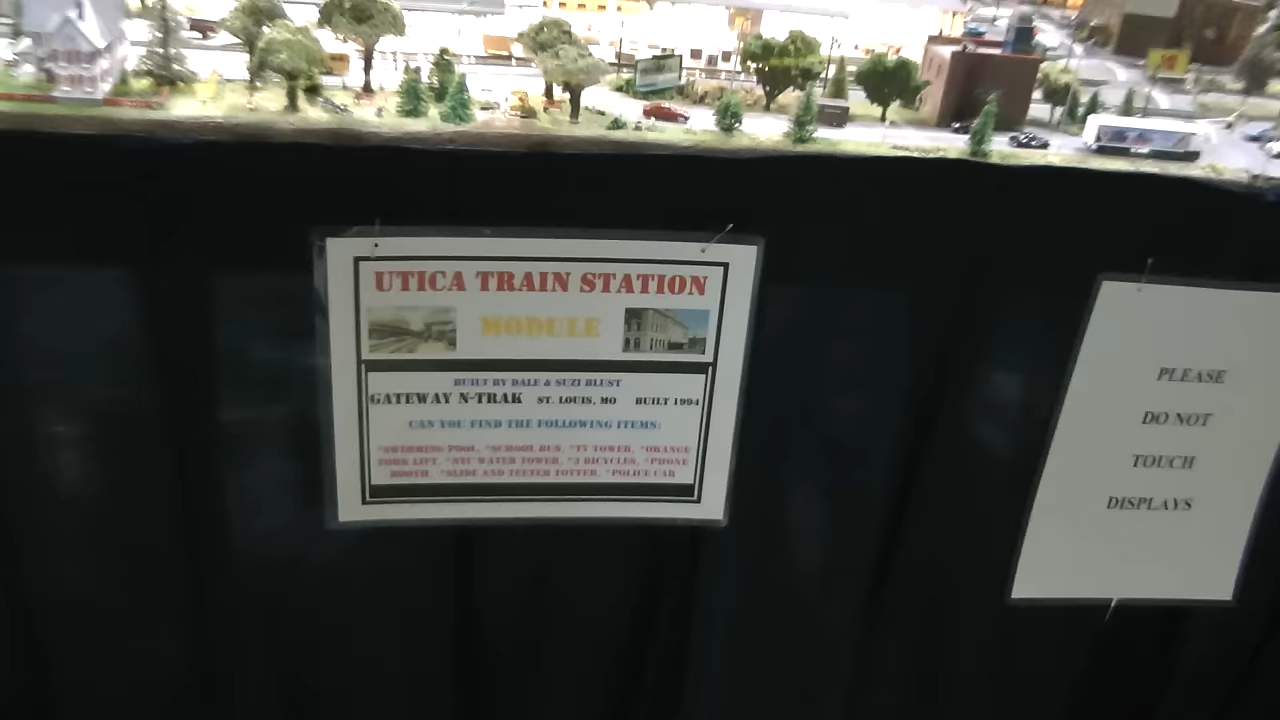 UTICA TRAIN STATION
MODULE
BUILT BY DALE & SUZI BLUST
GATEWAY N-TRAK ST. LOUIS, MO BUILT 1994
CAN YOU FIND THE FOLLOWING ITEMS:
*SWIMMING POOL, *SCHOOL BUS, *TV TOWER, *ORANGE
FORK LIFT, *NYC WATER TOWER, *3 BICYCLES, *PHONE
BOOTH, *SLIDE AND TEETER TOTTER, *POLICE CAR
PLEASE
DO NOT
TOUCH
DISPLAYS